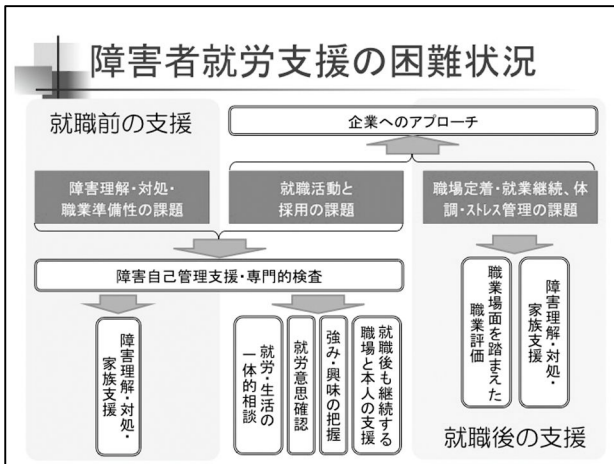 障害者就労支援の困難状況
就職前の支援
企業へのアプローチ
障害理解・対処・
職業準備性の課題
就職活動と
採用の課題
職場定着・就業継続、体
調・ストレス管理の課題
障害自己管理支援・専門的検査
障害理解・対処・
家族支援
就労・生活の
一体的相談
就労意思確認
強み・興味の把握
就職後も継続する
職場と本人の支援
職業場面を踏まえた
職業評価
障害理解・対処・
家族支援
就職後の支援